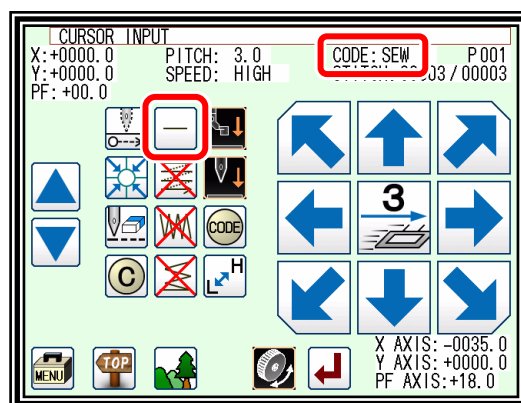 CURSOR INPUT
X:+0000.0 PITCH: 3.0 CODE:SEW P001
Y:+0000.0 SPEED: HIGH 03/00003
PF:+00.0
3
CODE
C L H
X AXIS:-0035.0
Y AXIS:+0000.0
MENU TOP PF AXIS:+18.0